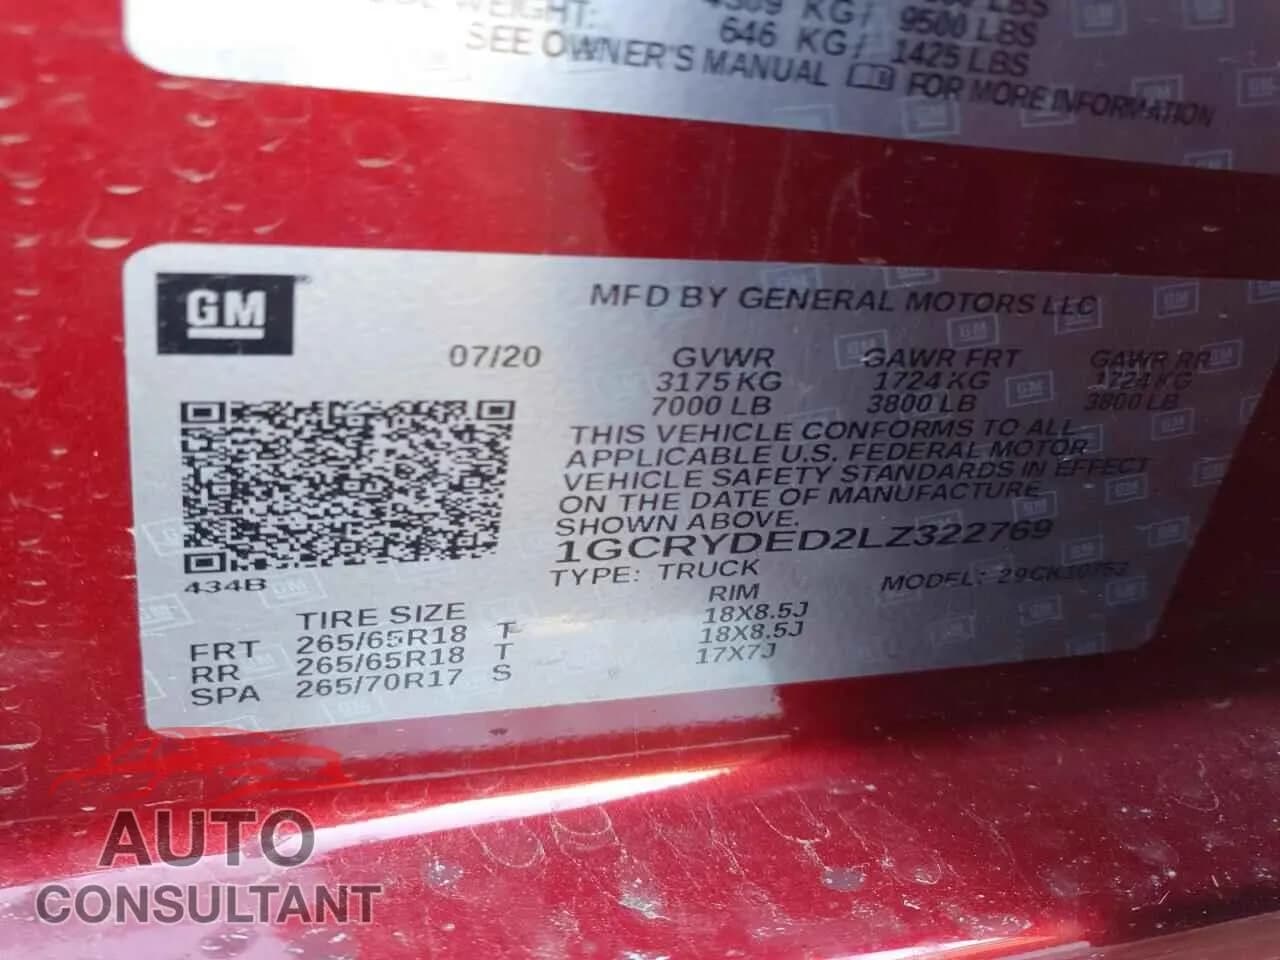 WEIGHT: KG/ 9500 LBS
646 KG/ 1425 LBS
SEE OWNER'S MANUAL FOR MORE INFORMATION
GM
MFD BY GENERAL MOTORS LLC
07/20 GVWR GAWR FRT GAWR RR
3175 KG 1724 KG 1724 KG
7000 LB 3800 LB 3800 LB
THIS VEHICLE CONFORMS TO ALL
APPLICABLE U.S. FEDERAL MOTOR
VEHICLE SAFETY STANDARDS IN EFFECT
ON THE DATE OF MANUFACTURE
SHOWN ABOVE.
1GCRYDED2LZ322769
TYPE: TRUCK MODEL:
434B
TIRE SIZE RIM
FRT 265/65R18 T 18X8.5J
RR 265/65R18 T 18X8.5J
SPA 265/70R17 S 17X7J
AUTO
CONSULTANT